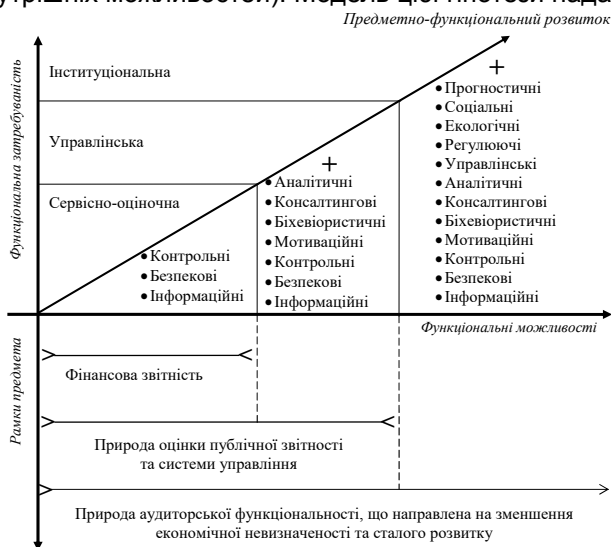 утрішніх можливостей). Модель цієї гіпотези нада
Предметно-функціональний розвиток
Функціональна затребуваність
Інституціональна
Управлінська
Сервісно-оціночна
• Контрольні
• Безпекові
• Інформаційні
+
• Аналітичні
• Консалтингові
• Біхевіористичні
• Мотиваційні
• Контрольні
• Безпекові
• Інформаційні
+
• Прогностичні
• Соціальні
• Екологічні
• Регулюючі
• Управлінські
• Аналітичні
• Консалтингові
• Біхевіористичні
• Мотиваційні
• Контрольні
• Безпекові
• Інформаційні
Функціональні можливості
Рамки предмета
Фінансова звітність
Природа оцінки публічної звітності
та системи управління
Природа аудиторської функціональності, що направлена на зменшення
економічної невизначеності та сталого розвитку